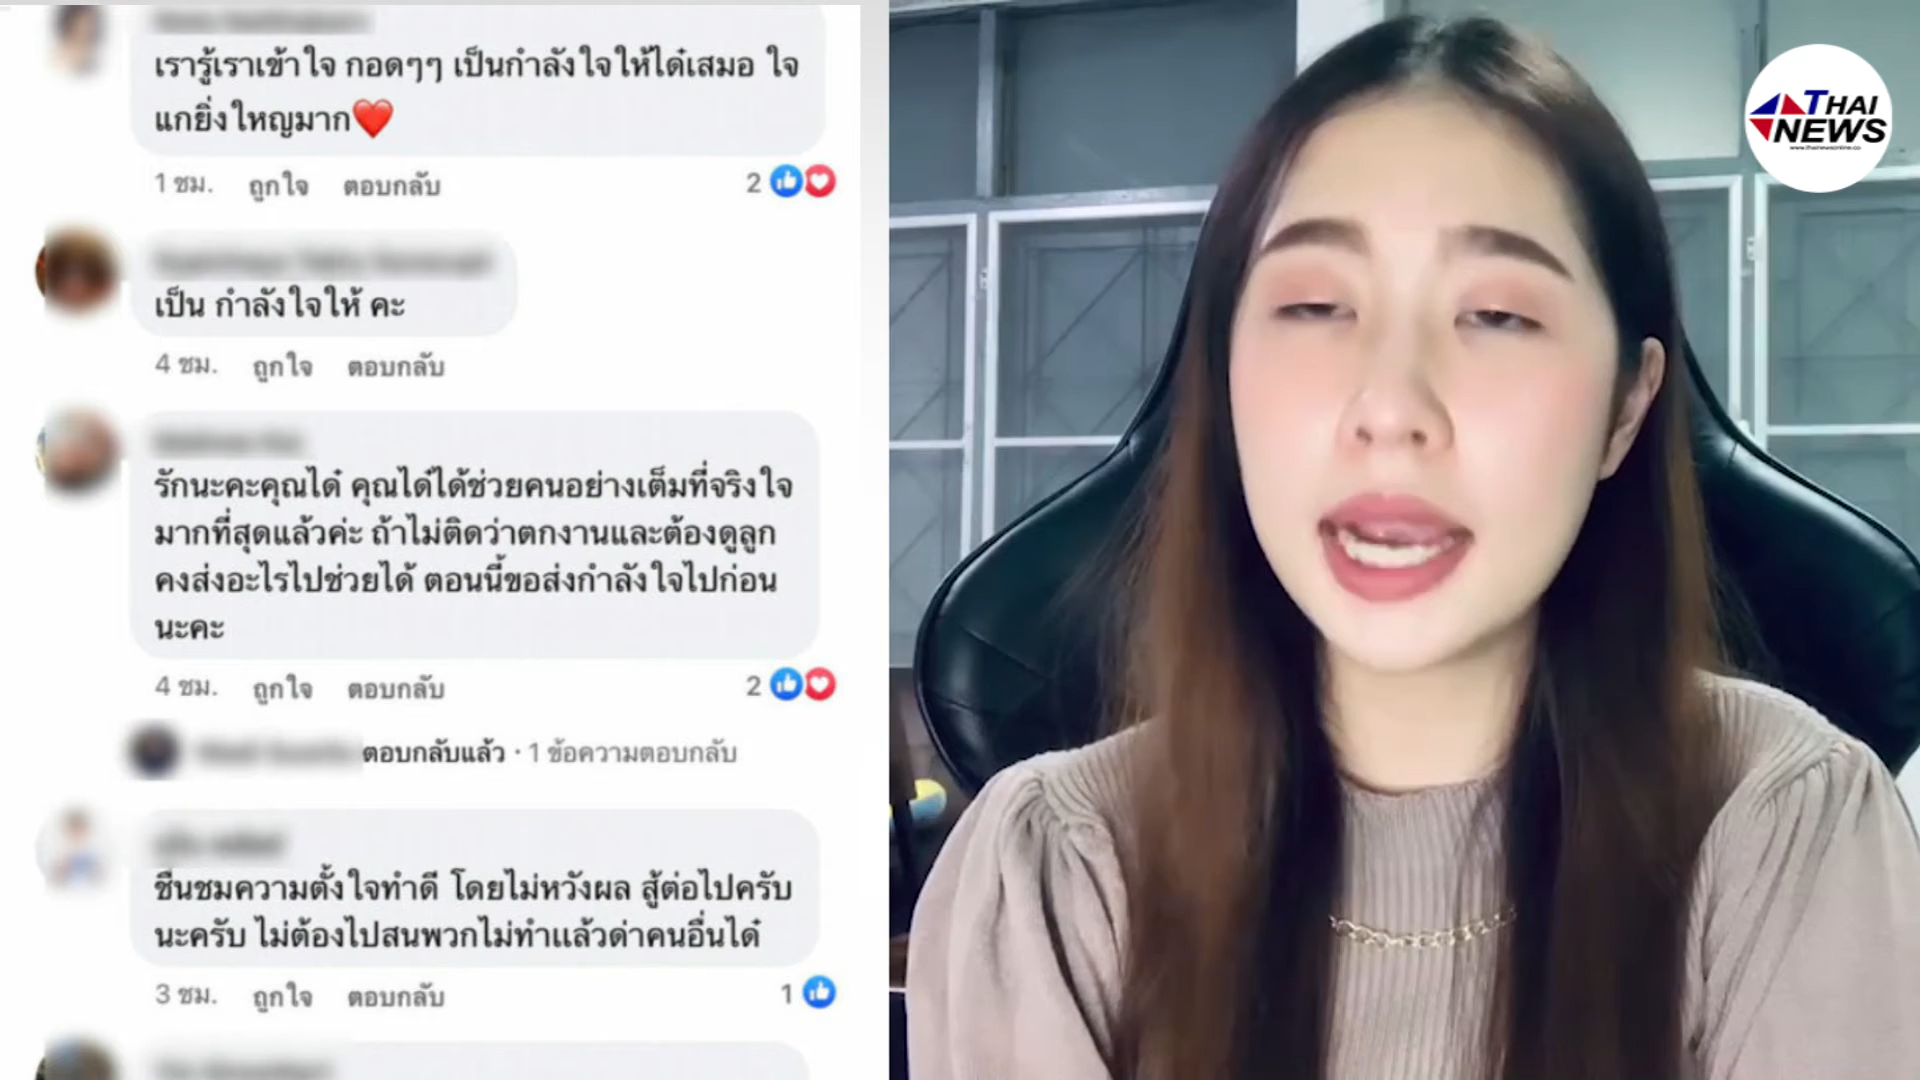 เรารู้เราเข้าใจ กอดๆๆ เป็นกำลังใจให้ได๋เสมอ ใจ
แกยิ่งใหญ่มาก❤️
1 ชม. ถูกใจ ตอบกลับ 2
เป็น กำลังใจให้ คะ
4 ชม. ถูกใจ ตอบกลับ
รักนะคะคุณได๋ คุณได๋ได้ช่วยคนอย่างเต็มที่จริงใจ
มากที่สุดแล้วค่ะ ถ้าไม่ติดว่าตกงานและต้องดูลูก
คงส่งอะไรไปช่วยได้ ตอนนี้ขอส่งกำลังใจไปก่อน
นะคะ
4 ชม. ถูกใจ ตอบกลับ 2
ตอบกลับแล้ว · 1 ข้อความตอบกลับ
ชื่นชมความตั้งใจทำดี โดยไม่หวังผล สู้ต่อไปครับ
นะครับ ไม่ต้องไปสนพวกไม่ทำแล้วด่าคนอื่นได๋
3 ชม. ถูกใจ ตอบกลับ 1
THAI
NEWS
www.thainewsonline.co